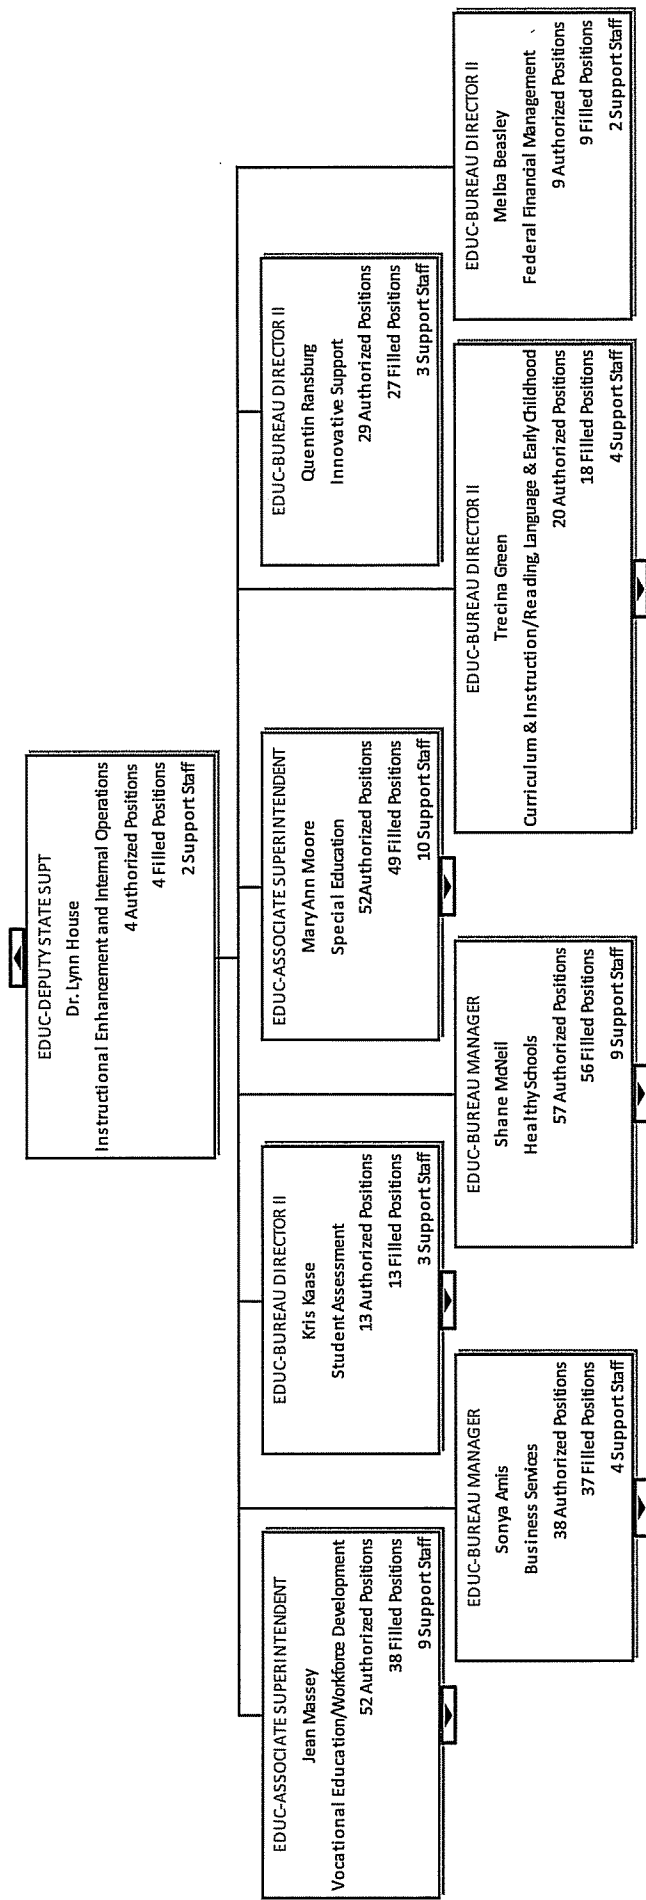 EDUC-DEPUTY STATE SUPT
Dr. Lynn House
Instructional Enhancement and Internal Operations
4 Authorized Positions
4 Filled Positions
2 Support Staff
EDUC-ASSOCIATE SUPERINTENDENT
Jean Massey
Vocational Education/Workforce Development
52 Authorized Positions
38 Filled Positions
9 Support Staff
EDUC-BUREAU DIRECTOR II
Kris Kaase
Student Assessment
13 Authorized Positions
13 Filled Positions
3 Support Staff
EDUC-ASSOCIATE SUPERINTENDENT
Mary Ann Moore
Special Education
52 Authorized Positions
49 Filled Positions
10 Support Staff
EDUC-BUREAU DIRECTOR II
Quentin Ransburg
Innovative Support
29 Authorized Positions
27 Filled Positions
3 Support Staff
EDUC-BUREAU MANAGER
Sonya Amis
Business Services
38 Authorized Positions
37 Filled Positions
4 Support Staff
EDUC-BUREAU MANAGER
Shane McNeil
Healthy Schools
57 Authorized Positions
56 Filled Positions
9 Support Staff
EDUC-BUREAU DIRECTOR II
Trecina Green
Curriculum & Instruction/Reading, Language & Early Childhood
20 Authorized Positions
18 Filled Positions
4 Support Staff
EDUC-BUREAU DIRECTOR II
Melba Beasley
Federal Financial Management
9 Authorized Positions
9 Filled Positions
2 Support Staff